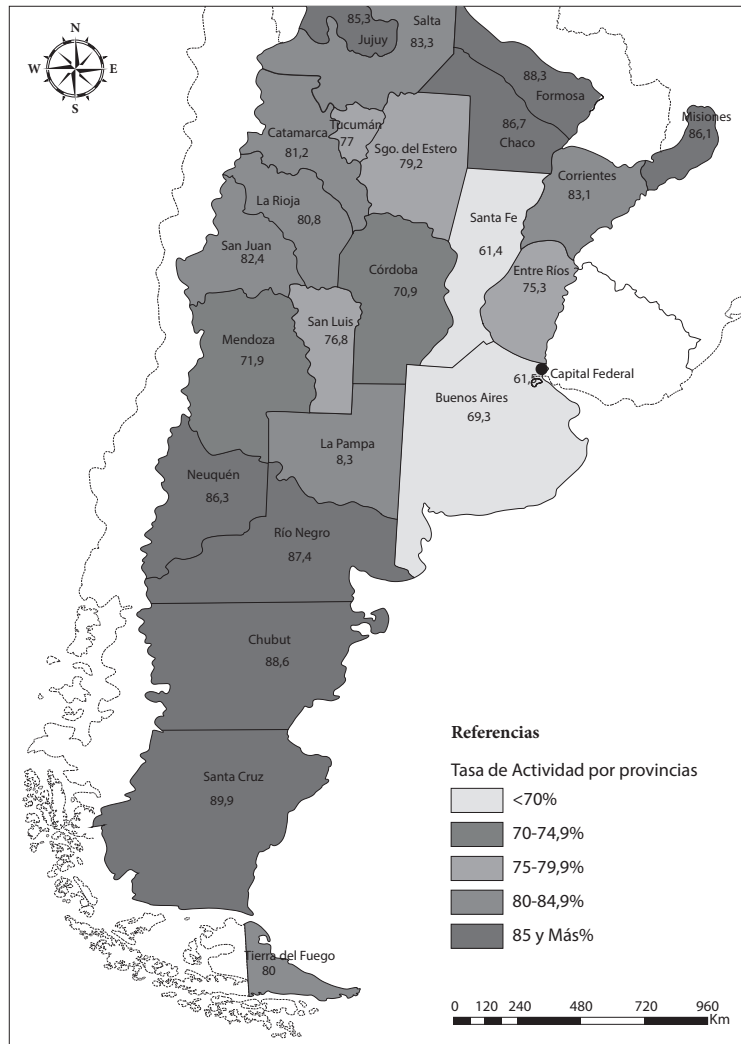 N
W E
S
85,3
Jujuy
Salta
83,3
88,3
Formosa
86,7
Chaco
Misiones
86,1
Tucumán
77
Catamarca
81,2
Sgo. del Estero
79,2
Corrientes
83,1
La Rioja
80,8
Santa Fe
61,4
San Juan
82,4
Córdoba
70,9
Entre Ríos
75,3
San Luis
76,8
Mendoza
71,9
61,5
Capital Federal
Buenos Aires
69,3
La Pampa
8,3
Neuquén
86,3
Río Negro
87,4
Chubut
88,6
Santa Cruz
89,9
Tierra del Fuego
80
Referencias
Tasa de Actividad por provincias
<70%
70-74,9%
75-79,9%
80-84,9%
85 y Más%
0 120 240 480 720 960
Km